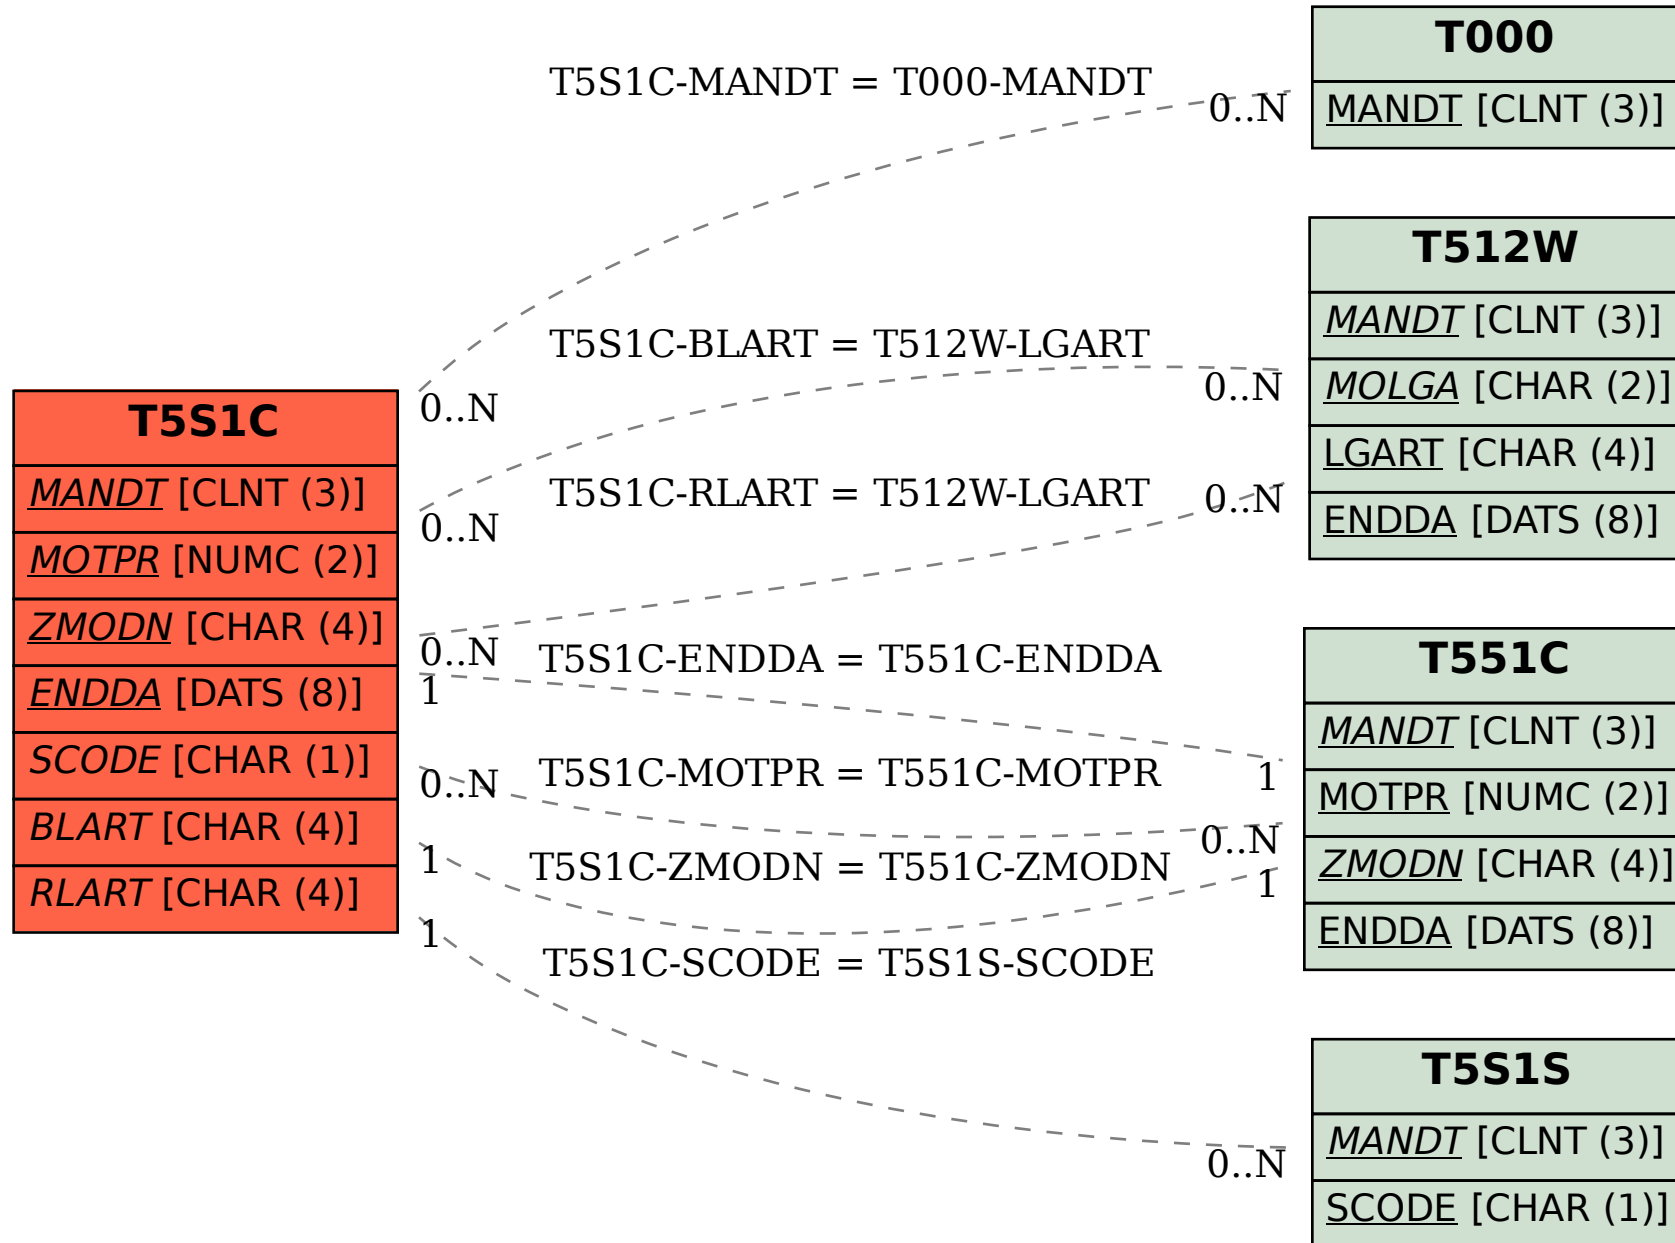 T5S1C
MANDT [CLNT (3)]
MOTPR [NUMC (2)]
ZMODN [CHAR (4)]
ENDDA [DATS (8)]
SCODE [CHAR (1)]
BLART [CHAR (4)]
RLART [CHAR (4)]
T5S1C-MANDT = T000-MANDT
0..N
0..N
T5S1C-BLART = T512W-LGART
0..N
0..N
T5S1C-RLART = T512W-LGART
0..N
0..N
T5S1C-ENDDA = T551C-ENDDA
1
1
T5S1C-MOTPR = T551C-MOTPR
0..N
0..N
T5S1C-ZMODN = T551C-ZMODN
1
1
T5S1C-SCODE = T5S1S-SCODE
1
0..N
T000
MANDT [CLNT (3)]
T512W
MANDT [CLNT (3)]
MOLGA [CHAR (2)]
LGART [CHAR (4)]
ENDDA [DATS (8)]
T551C
MANDT [CLNT (3)]
MOTPR [NUMC (2)]
ZMODN [CHAR (4)]
ENDDA [DATS (8)]
T5S1S
MANDT [CLNT (3)]
SCODE [CHAR (1)]